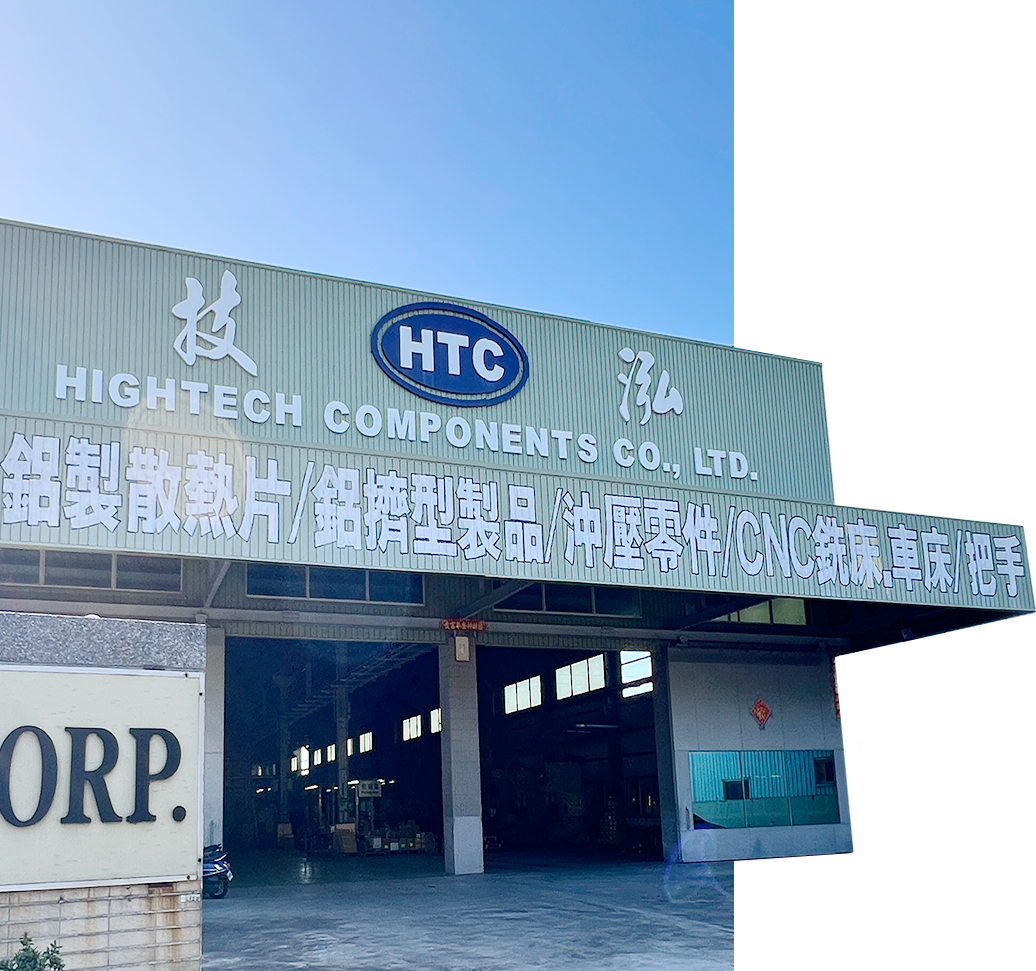 技 HTC 泓
HIGHTECH COMPONENTS CO., LTD.
鋁製散熱片/鋁擠型製品/沖壓零件/CNC銑床.車床/把手
ORP.